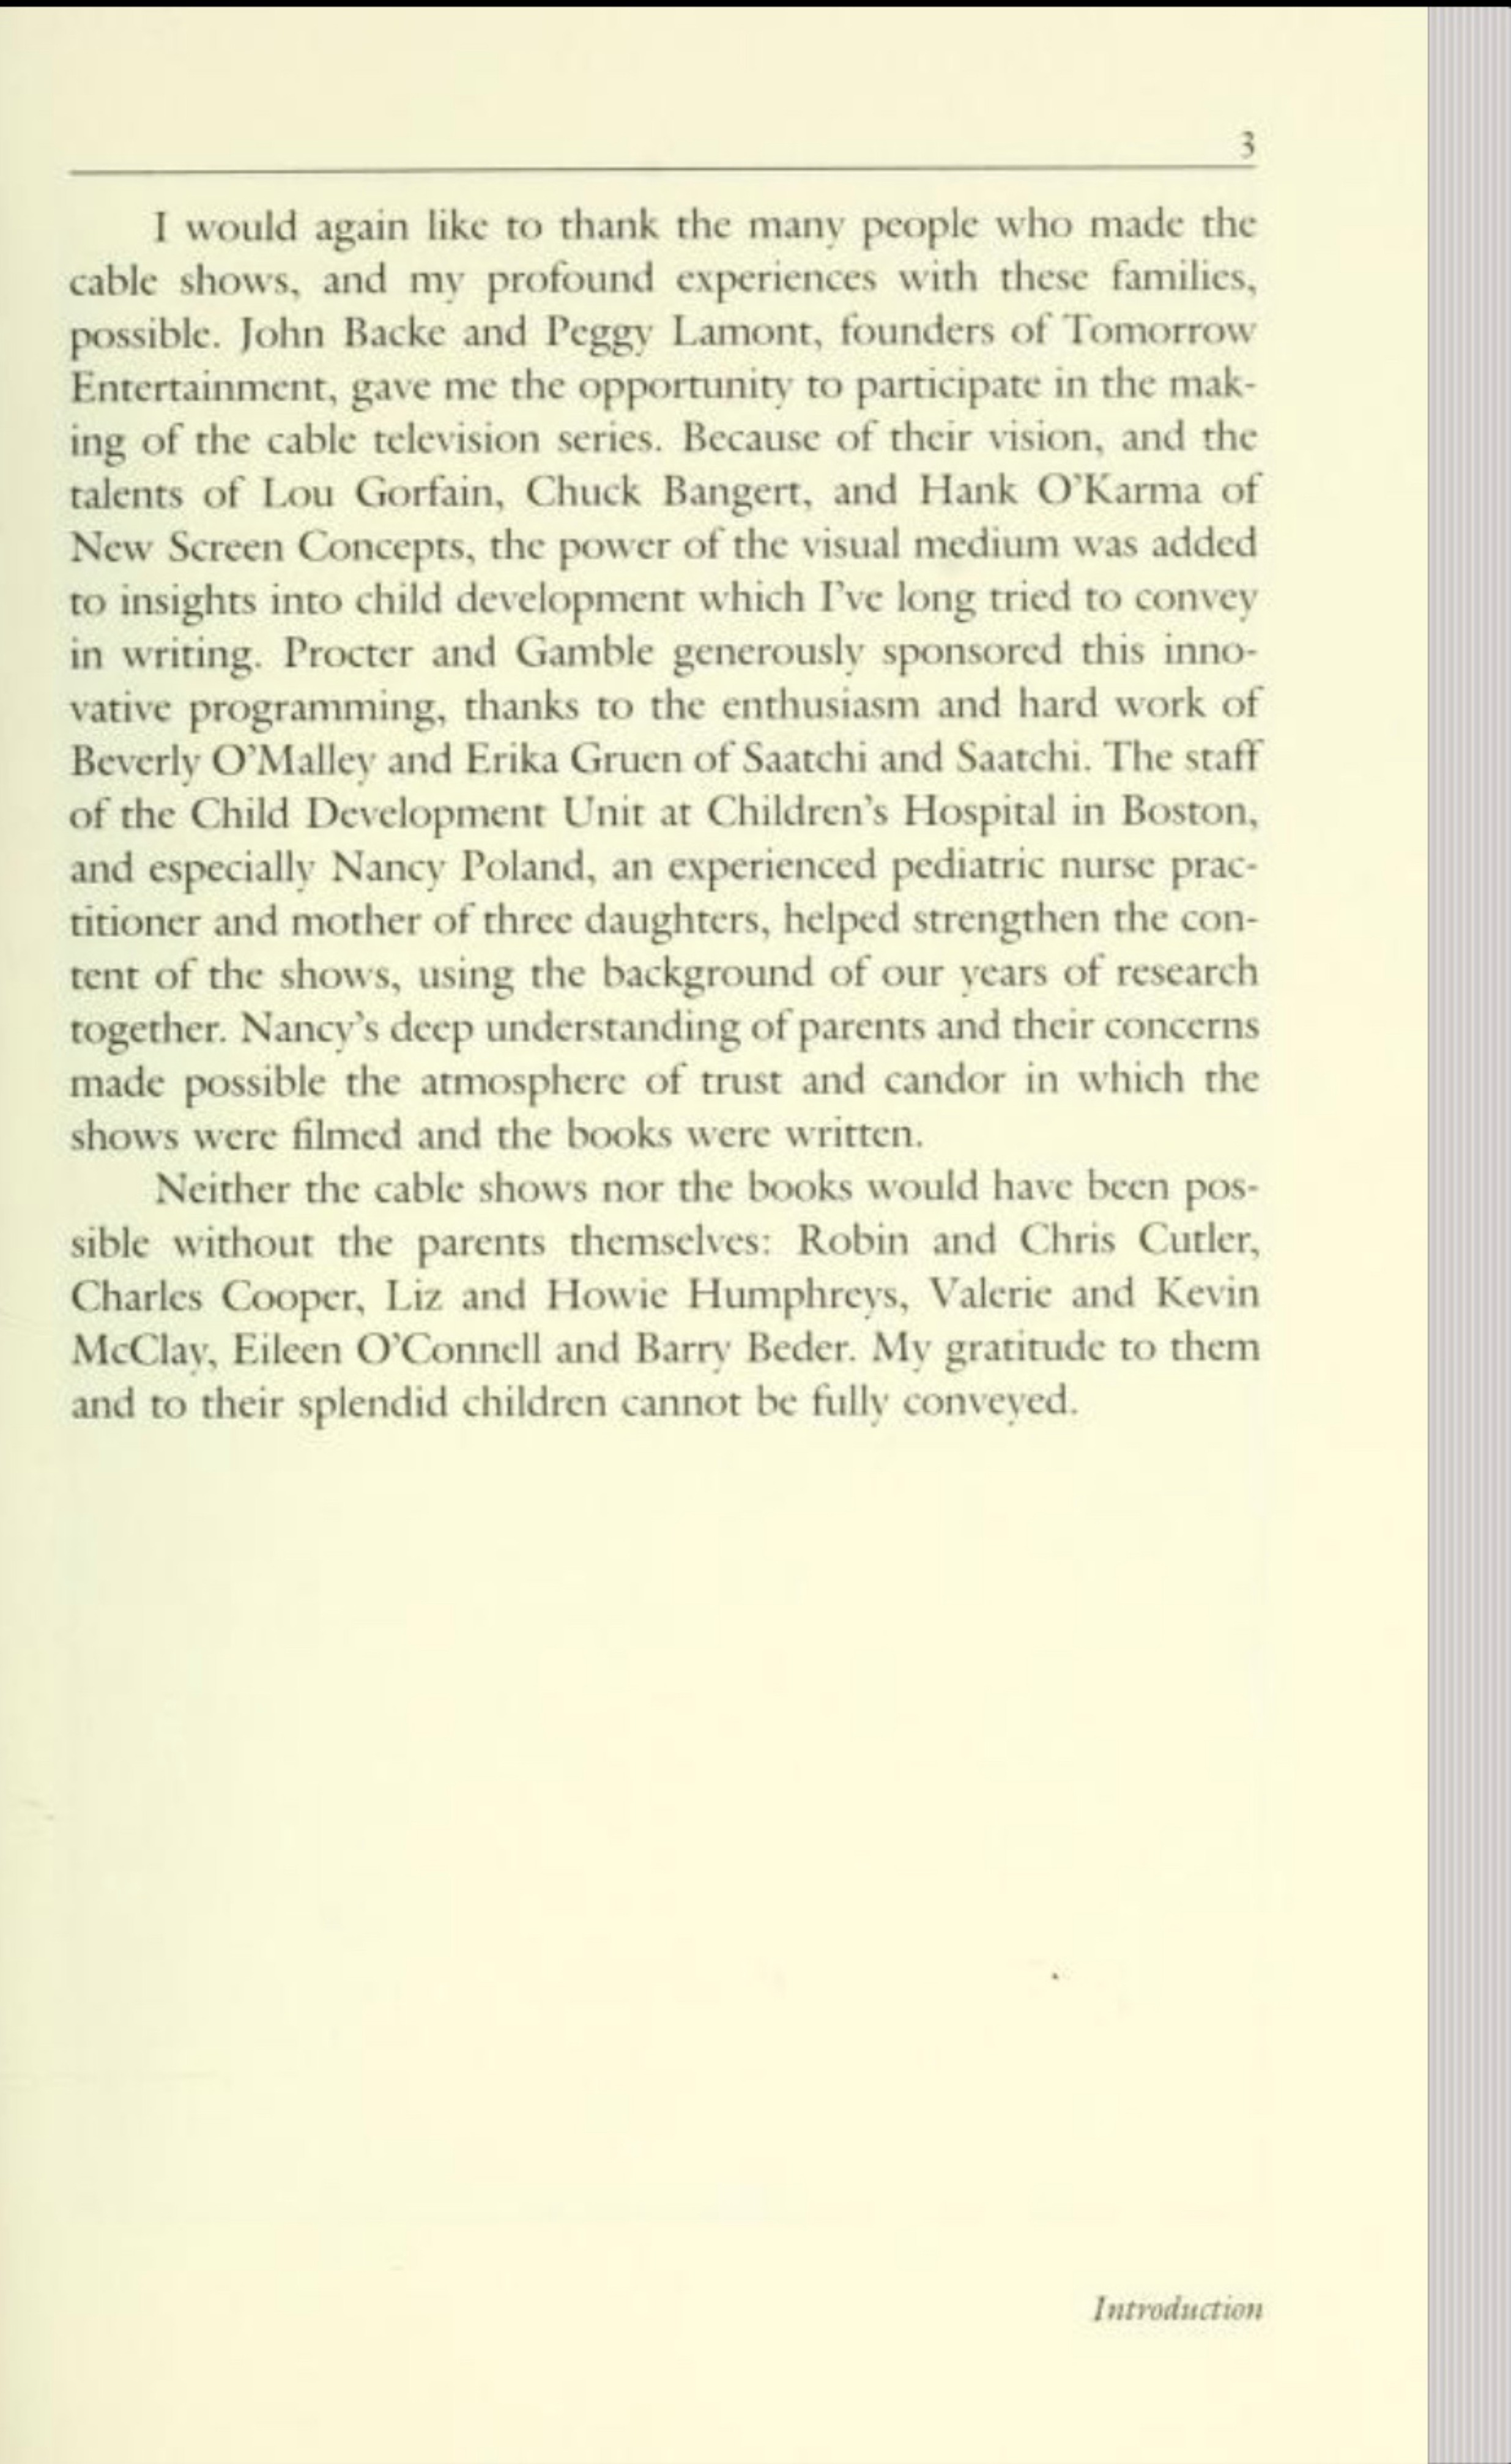 3
I would again like to thank the many people who made the
cable shows, and my profound experiences with these families,
possible. John Backe and Peggy Lamont, founders of Tomorrow
Entertainment, gave me the opportunity to participate in the mak-
ing of the cable television series. Because of their vision, and the
talents of Lou Gorfain, Chuck Bangert, and Hank O'Karma of
New Screen Concepts, the power of the visual medium was added
to insights into child development which I've long tried to convey
in writing. Procter and Gamble generously sponsored this inno-
vative programming, thanks to the enthusiasm and hard work of
Beverly O'Malley and Erika Gruen of Saatchi and Saatchi. The staff
of the Child Development Unit at Children's Hospital in Boston,
and especially Nancy Poland, an experienced pediatric nurse prac-
titioner and mother of three daughters, helped strengthen the con-
tent of the shows, using the background of our years of research
together. Nancy's deep understanding of parents and their concerns
made possible the atmosphere of trust and candor in which the
shows were filmed and the books were written.
Neither the cable shows nor the books would have been pos-
sible without the parents themselves: Robin and Chris Cutler,
Charles Cooper, Liz and Howie Humphreys, Valerie and Kevin
McClay, Eileen O'Connell and Barry Beder. My gratitude to them
and to their splendid children cannot be fully conveyed.
Introduction